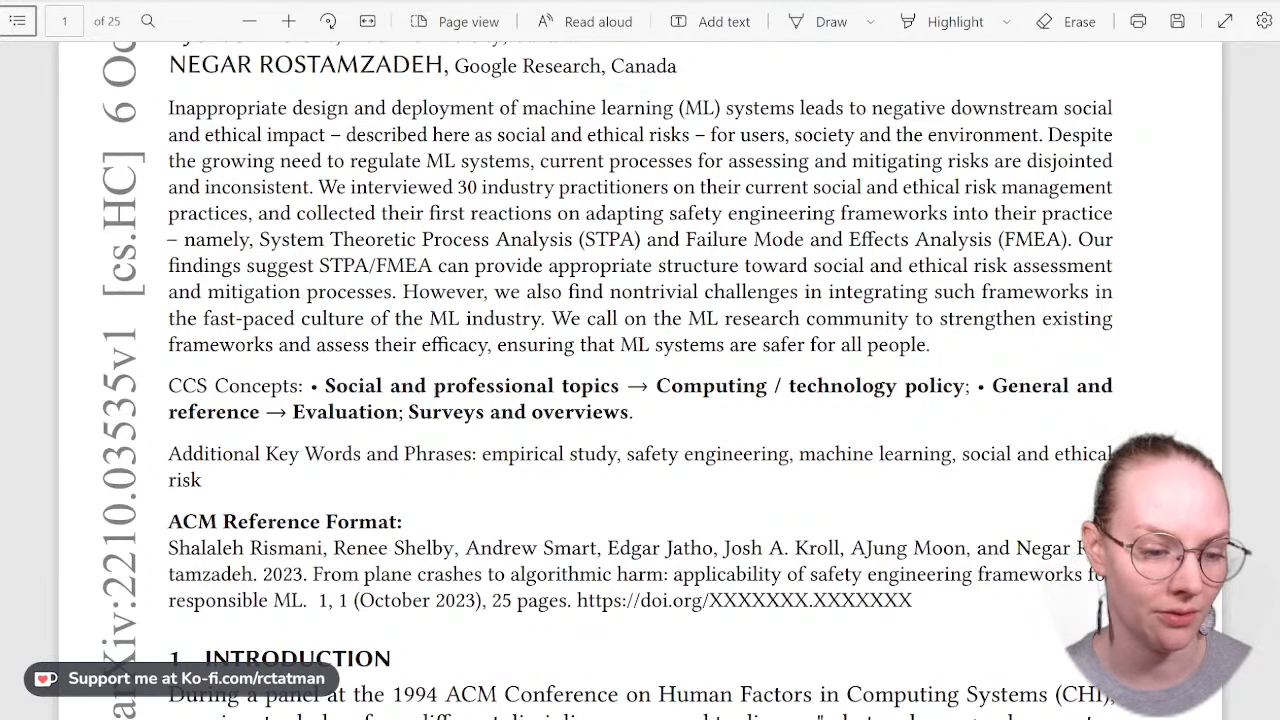 1 of 25 Page view Read aloud Add text Draw Highlight Erase
NEGAR ROSTAMZADEH, Google Research, Canada
Inappropriate design and deployment of machine learning (ML) systems leads to negative downstream social
and ethical impact – described here as social and ethical risks – for users, society and the environment. Despite
the growing need to regulate ML systems, current processes for assessing and mitigating risks are disjointed
and inconsistent. We interviewed 30 industry practitioners on their current social and ethical risk management
practices, and collected their first reactions on adapting safety engineering frameworks into their practice
– namely, System Theoretic Process Analysis (STPA) and Failure Mode and Effects Analysis (FMEA). Our
findings suggest STPA/FMEA can provide appropriate structure toward social and ethical risk assessment
and mitigation processes. However, we also find nontrivial challenges in integrating such frameworks in
the fast-paced culture of the ML industry. We call on the ML research community to strengthen existing
frameworks and assess their efficacy, ensuring that ML systems are safer for all people.
CCS Concepts: • Social and professional topics → Computing / technology policy; • General and
reference → Evaluation; Surveys and overviews.
Additional Key Words and Phrases: empirical study, safety engineering, machine learning, social and ethical
risk
ACM Reference Format:
Shalaleh Rismani, Renee Shelby, Andrew Smart, Edgar Jatho, Josh A. Kroll, AJung Moon, and Negar
tamzadeh. 2023. From plane crashes to algorithmic harm: applicability of safety engineering frameworks
responsible ML. 1, 1 (October 2023), 25 pages. https://doi.org/XXXXXXX.XXXXXXX
1 INTRODUCTION
During a panel at the 1994 ACM Conference on Human Factors in Computing Systems (CHI),
arXiv:2210.03535v1 [cs.HC] 6
Support me at Ko-fi.com/rctatman